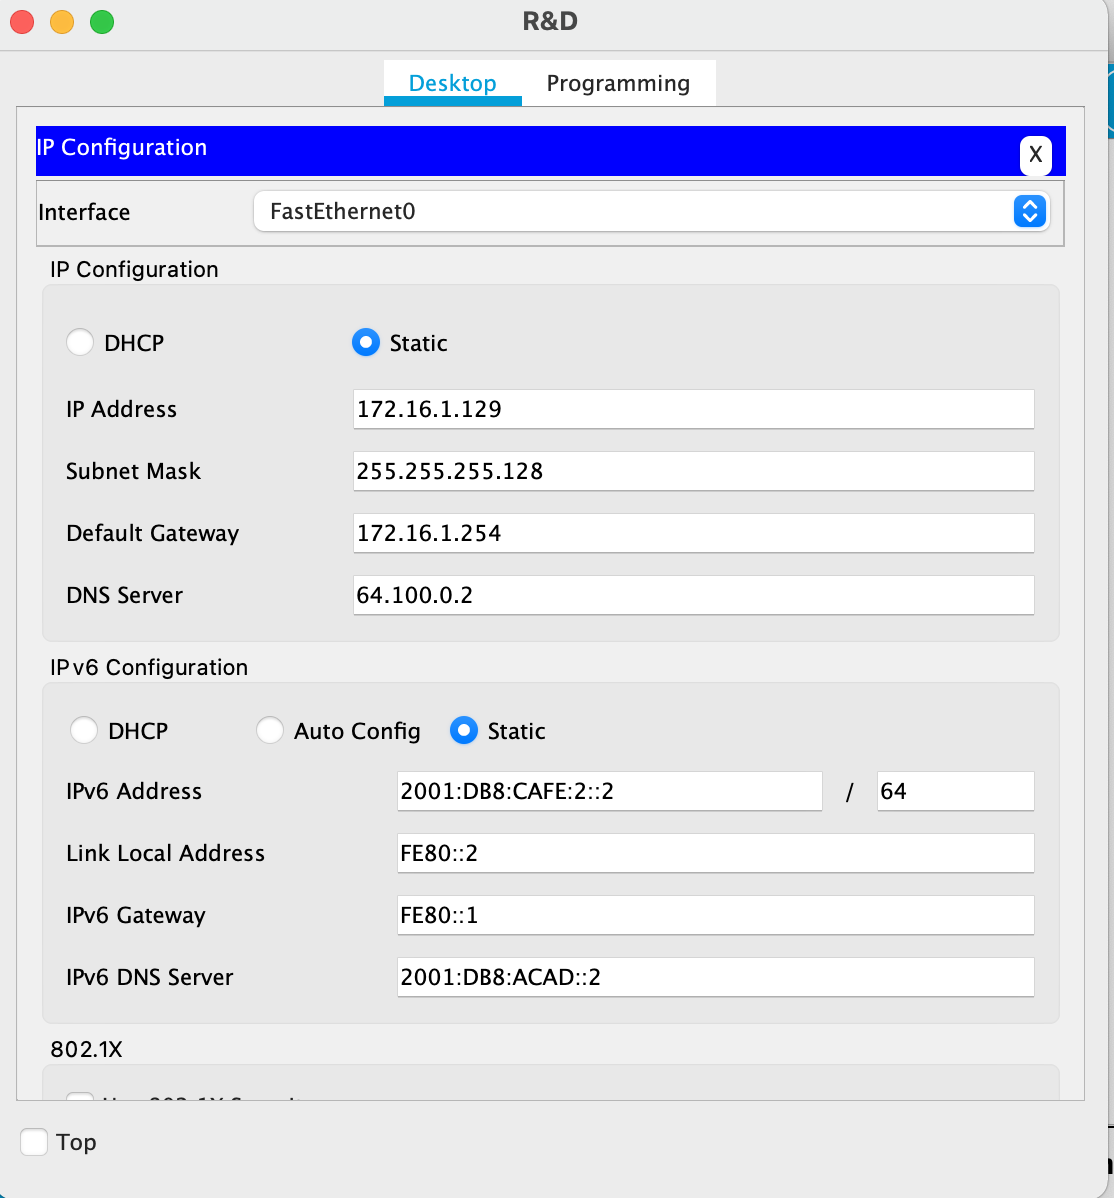 R&D
Desktop Programming
IP Configuration X
Interface FastEthernet0
IP Configuration
DHCP Static
IP Address 172.16.1.129
Subnet Mask 255.255.255.128
Default Gateway 172.16.1.254
DNS Server 64.100.0.2
IPv6 Configuration
DHCP Auto Config Static
IPv6 Address 2001:DB8:CAFE:2::2 / 64
Link Local Address FE80::2
IPv6 Gateway FE80::1
IPv6 DNS Server 2001:DB8:ACAD::2
802.1X
Top